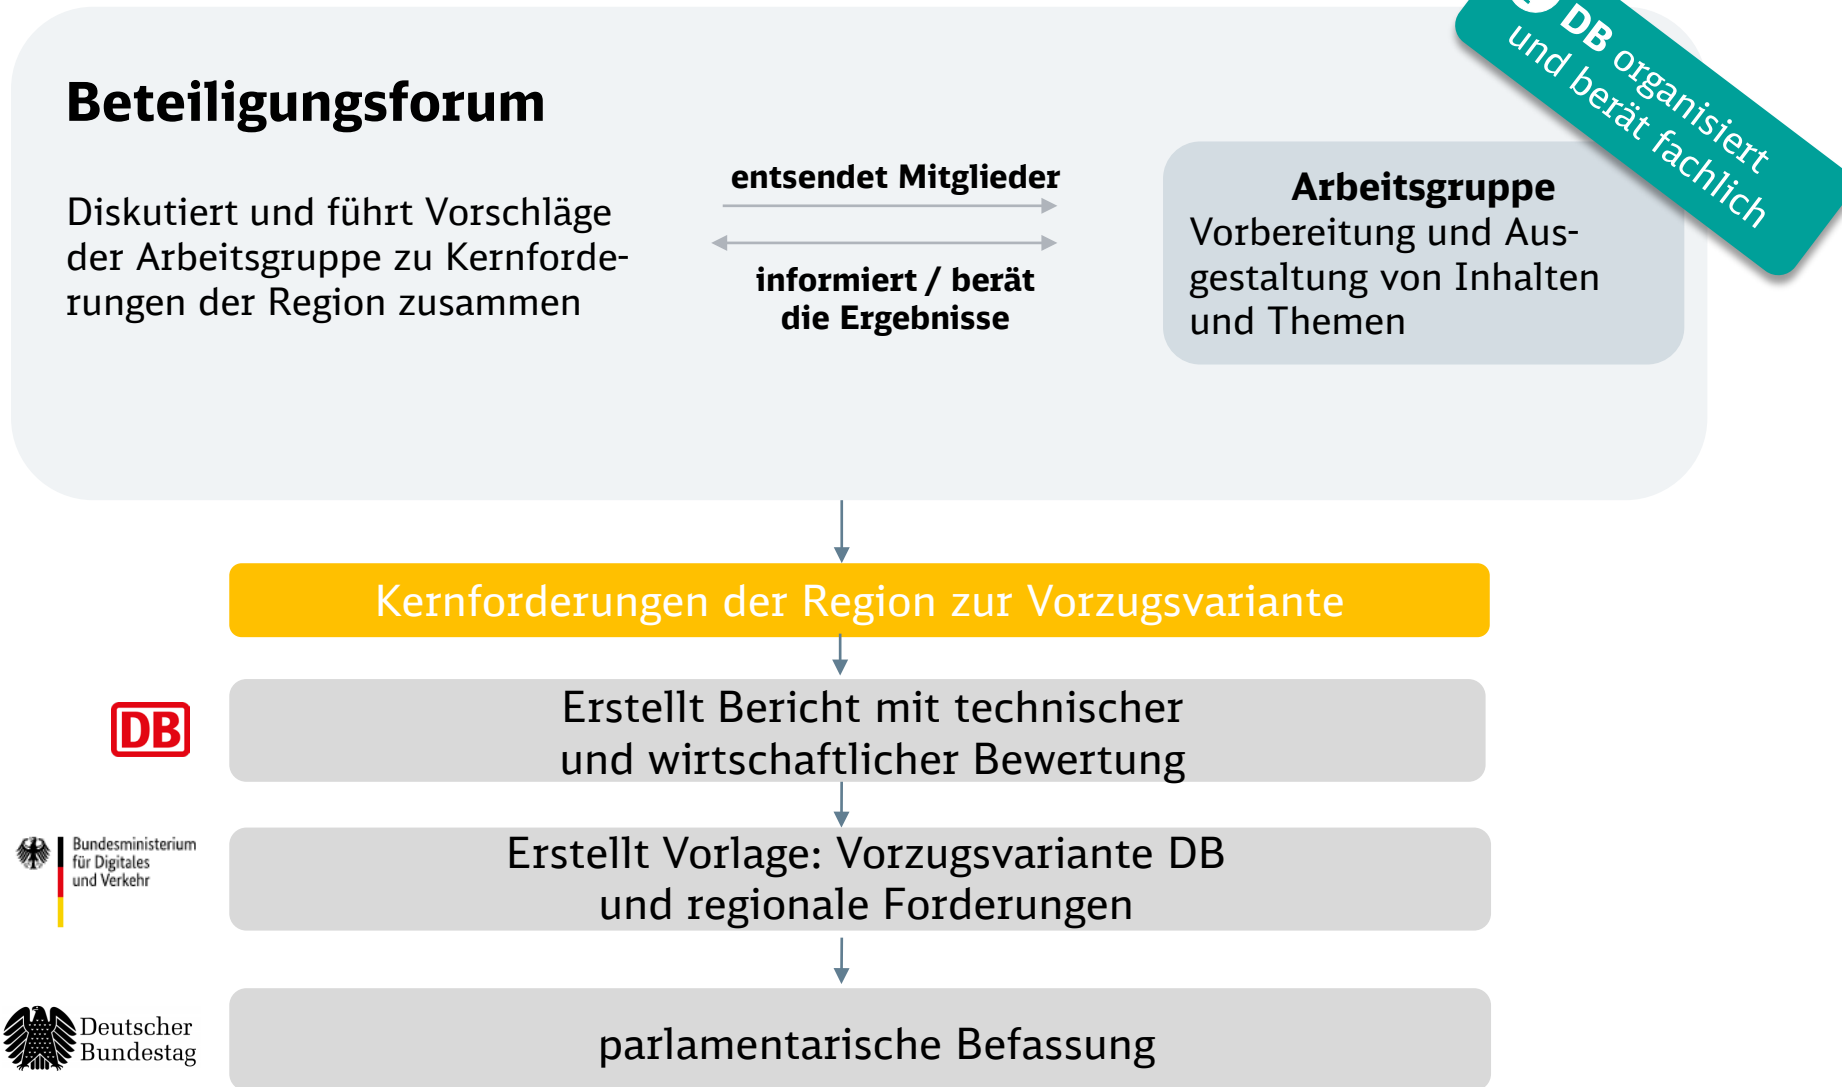 DB organisiert
und berät fachlich
Beteiligungsforum
Diskutiert und führt Vorschläge
der Arbeitsgruppe zu Kernforde-
rungen der Region zusammen
entsendet Mitglieder
informiert / berät
die Ergebnisse
Arbeitsgruppe
Vorbereitung und Aus-
gestaltung von Inhalten
und Themen
Kernforderungen der Region zur Vorzugsvariante
DB
Erstellt Bericht mit technischer
und wirtschaftlicher Bewertung
Bundesministerium
für Digitales
und Verkehr
Erstellt Vorlage: Vorzugsvariante DB
und regionale Forderungen
Deutscher
Bundestag
parlamentarische Befassung